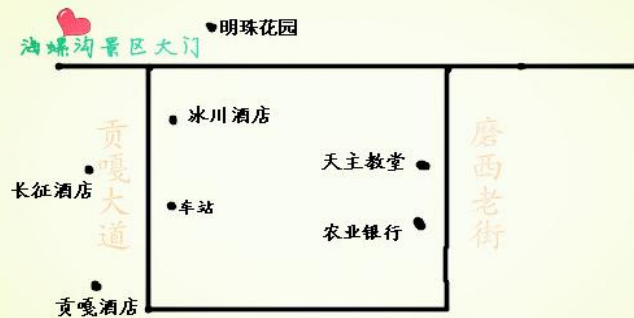 明珠花园
海螺沟景区大门
冰川酒店
贡嘎大道
磨西老街
天主教堂
长征酒店
车站
农业银行
贡嘎酒店